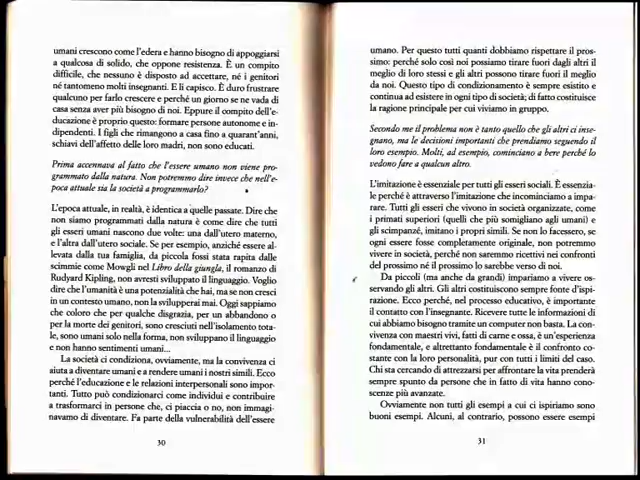 umani crescono come l'edera e hanno bisogno di appoggiarsi
a qualcosa di solido, che oppone resistenza. È un compito
difficile, che nessuno è disposto ad accettare, né i genitori
né tantomeno molti insegnanti. E li capisco. È duro frustrare
qualcuno per farlo crescere e perché un giorno se ne vada di
casa senza aver più bisogno di noi. Eppure il compito dell'e-
ducazione è proprio questo: formare persone autonome e in-
dipendenti. I figli che rimangono a casa fino a quarant'anni,
schiavi dell'affetto delle loro madri, non sono educati.
Prima accennava al fatto che l'essere umano non viene pro-
grammato dalla natura. Non potremmo dire invece che nell'e-
poca attuale sia la società a programmarlo?
L'epoca attuale, in realtà, è identica a quelle passate. Dire che
non siamo programmati dalla natura è come dire che tutti
gli esseri umani nascono due volte: una dall'utero materno,
e l'altra dall'utero sociale. Se per esempio, anziché essere al-
levata dalla tua famiglia, da piccola fossi stata rapita dalle
scimmie come Mowgli nel Libro della giungla, il romanzo di
Rudyard Kipling, non avresti sviluppato il linguaggio. Voglio
dire che l'umanità è una potenzialità che hai, ma se non cresci
in un contesto umano, non la svilupperai mai. Oggi sappiamo
che coloro che per qualche disgrazia, per un abbandono o
per la morte dei genitori, sono cresciuti nell'isolamento tota-
le, sono umani solo nella forma, non sviluppano il linguaggio
e non hanno sentimenti umani...
La società ci condiziona, ovviamente, ma la convivenza ci
aiuta a diventare umani e a rendere umani i nostri simili. Ecco
perché l'educazione e le relazioni interpersonali sono impor-
tanti. Tutto può condizionarci come individui e contribuire
a trasformarci in persone che, ci piaccia o no, non immagi-
navamo di diventare. Fa parte della vulnerabilità dell'essere
30
umano. Per questo tutti quanti dobbiamo rispettare il pros-
simo: perché solo così noi possiamo tirare fuori dagli altri il
meglio di loro stessi e gli altri possono tirare fuori il meglio
da noi. Questo tipo di condizionamento è sempre esistito e
continua ad esistere in ogni tipo di società; di fatto costituisce
la ragione principale per cui viviamo in gruppo.
Secondo me il problema non è tanto quello che gli altri ci inse-
gnano, ma le decisioni importanti che prendiamo seguendo il
loro esempio. Molti, ad esempio, cominciano a bere perché lo
vedono fare a qualcun altro.
L'imitazione è essenziale per tutti gli esseri sociali. È essenzia-
le perché è attraverso l'imitazione che incominciamo a impa-
rare. Tutti gli esseri che vivono in società organizzate, come
i primati superiori (quelli che più somigliano agli umani) e
gli scimpanzé, imitano i propri simili. Se non lo facessero, se
ogni essere fosse completamente originale, non potremmo
vivere in società, perché non saremmo ricettivi nei confronti
del prossimo né il prossimo lo sarebbe verso di noi.
Da piccoli (ma anche da grandi) impariamo a vivere os-
servando gli altri. Gli altri costituiscono sempre fonte d'ispi-
razione. Ecco perché, nel processo educativo, è importante
il contatto con l'insegnante. Ricevere tutte le informazioni di
cui abbiamo bisogno tramite un computer non basta. La con-
vivenza con maestri vivi, fatti di carne e ossa, è un'esperienza
fondamentale, e altrettanto fondamentale è il confronto co-
stante con la loro personalità, pur con tutti i limiti del caso.
Chi sta cercando di attrezzarsi per affrontare la vita prenderà
sempre spunto da persone che in fatto di vita hanno cono-
scenze più avanzate.
Ovviamente non tutti gli esempi a cui ci ispiriamo sono
buoni esempi. Alcuni, al contrario, possono essere esempi
31